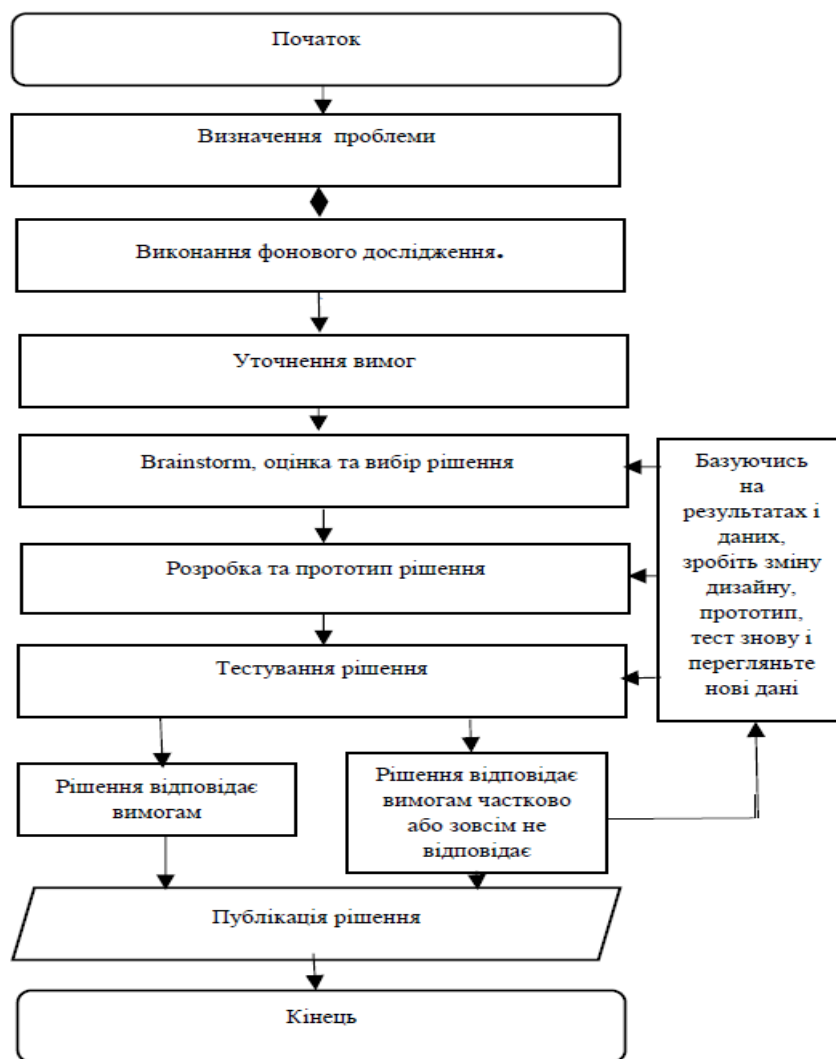 Початок
Визначення проблеми
Виконання фонового дослідження.
Уточнення вимог
Brainstorm, оцінка та вибір рішення
Розробка та прототип рішення
Тестування рішення
Базуючись
на
результатах і
даних,
зробіть зміну
дизайну,
прототип,
тест знову і
перегляньте
нові дані
Рішення відповідає
вимогам
Рішення відповідає
вимогам частково
або зовсім не
відповідає
Публікація рішення
Кінець